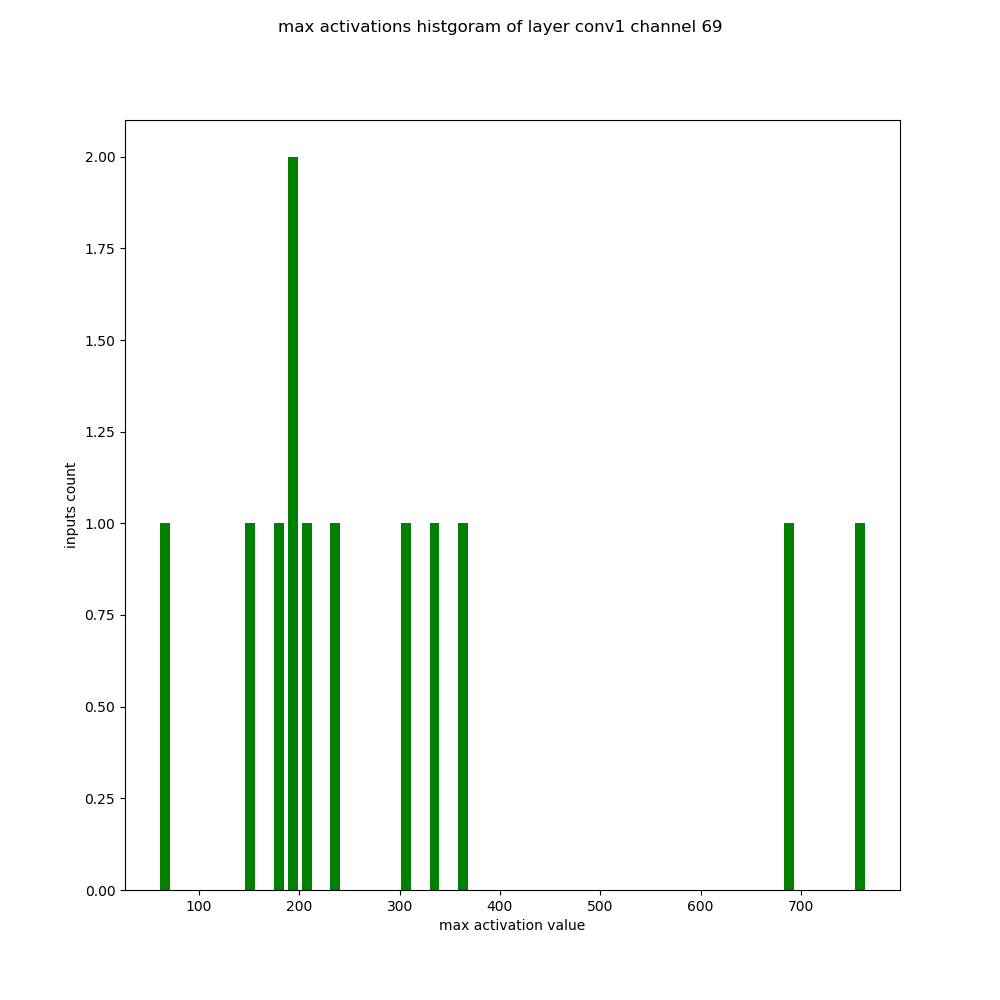 max activations histgoram of layer conv1 channel 69
2.00
1.75
1.50
1.25
1.00
0.75
0.50
0.25
0.00
inputs count
100 200 300 400 500 600 700
max activation value